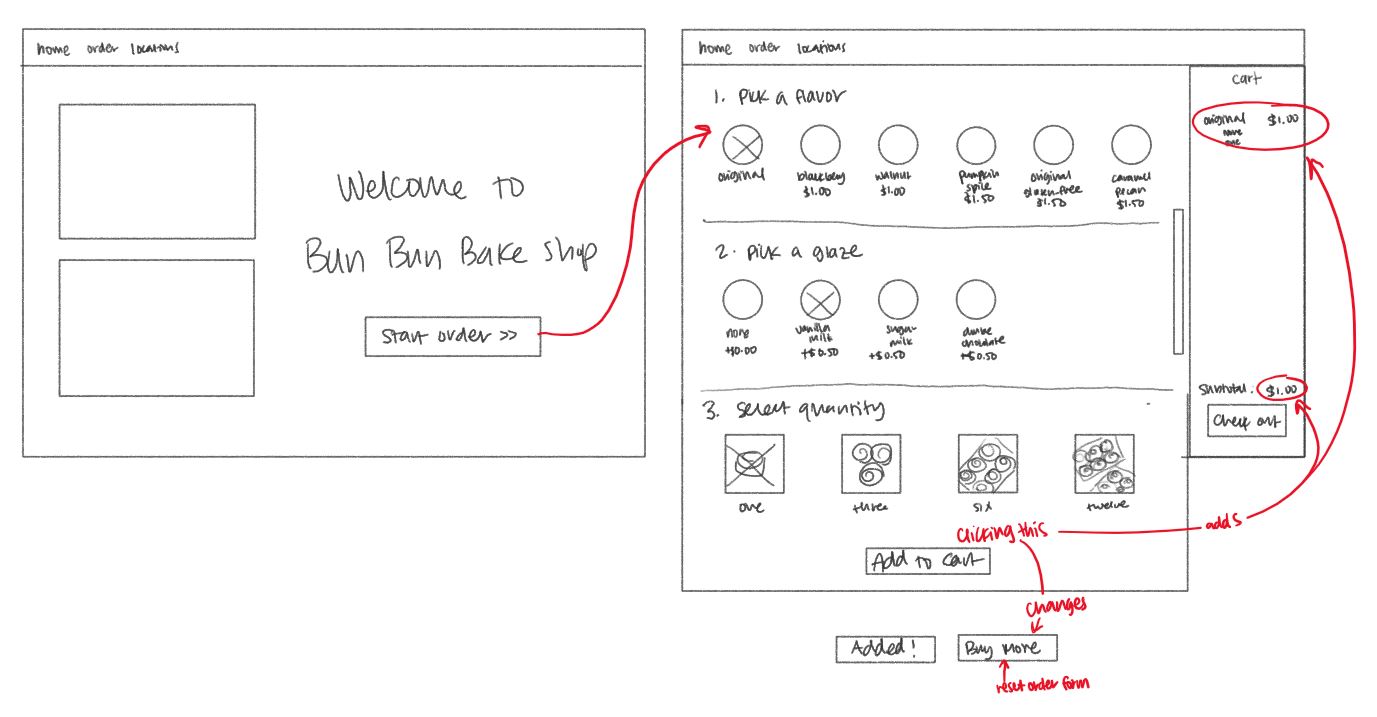 home order locations
Welcome to
Bun Bun Bake shop
Start order >>
home order locations
cart
1. Pick a flavor
original
$1.00
none
one
original
blackberry
$1.00
walnut
$1.00
pumpkin
spice
$1.50
original
gluten-free
$1.50
caramel
pecan
$1.50
2. Pick a glaze
none
+$0.00
vanilla
milk
+$0.50
sugar
milk
+$0.50
chocolate
+$0.50
Subtotal. $1.00
Check out
3. Select quantity
one
three
six
twelve
clicking this
adds
Add to cart
changes
Added!
Buy More
reset order form